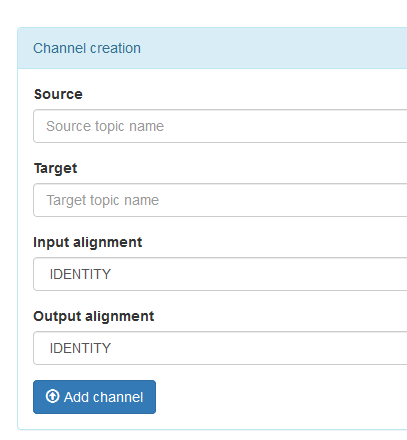 Channel creation
Source
Source topic name
Target
Target topic name
Input alignment
IDENTITY
Output alignment
IDENTITY
Add channel